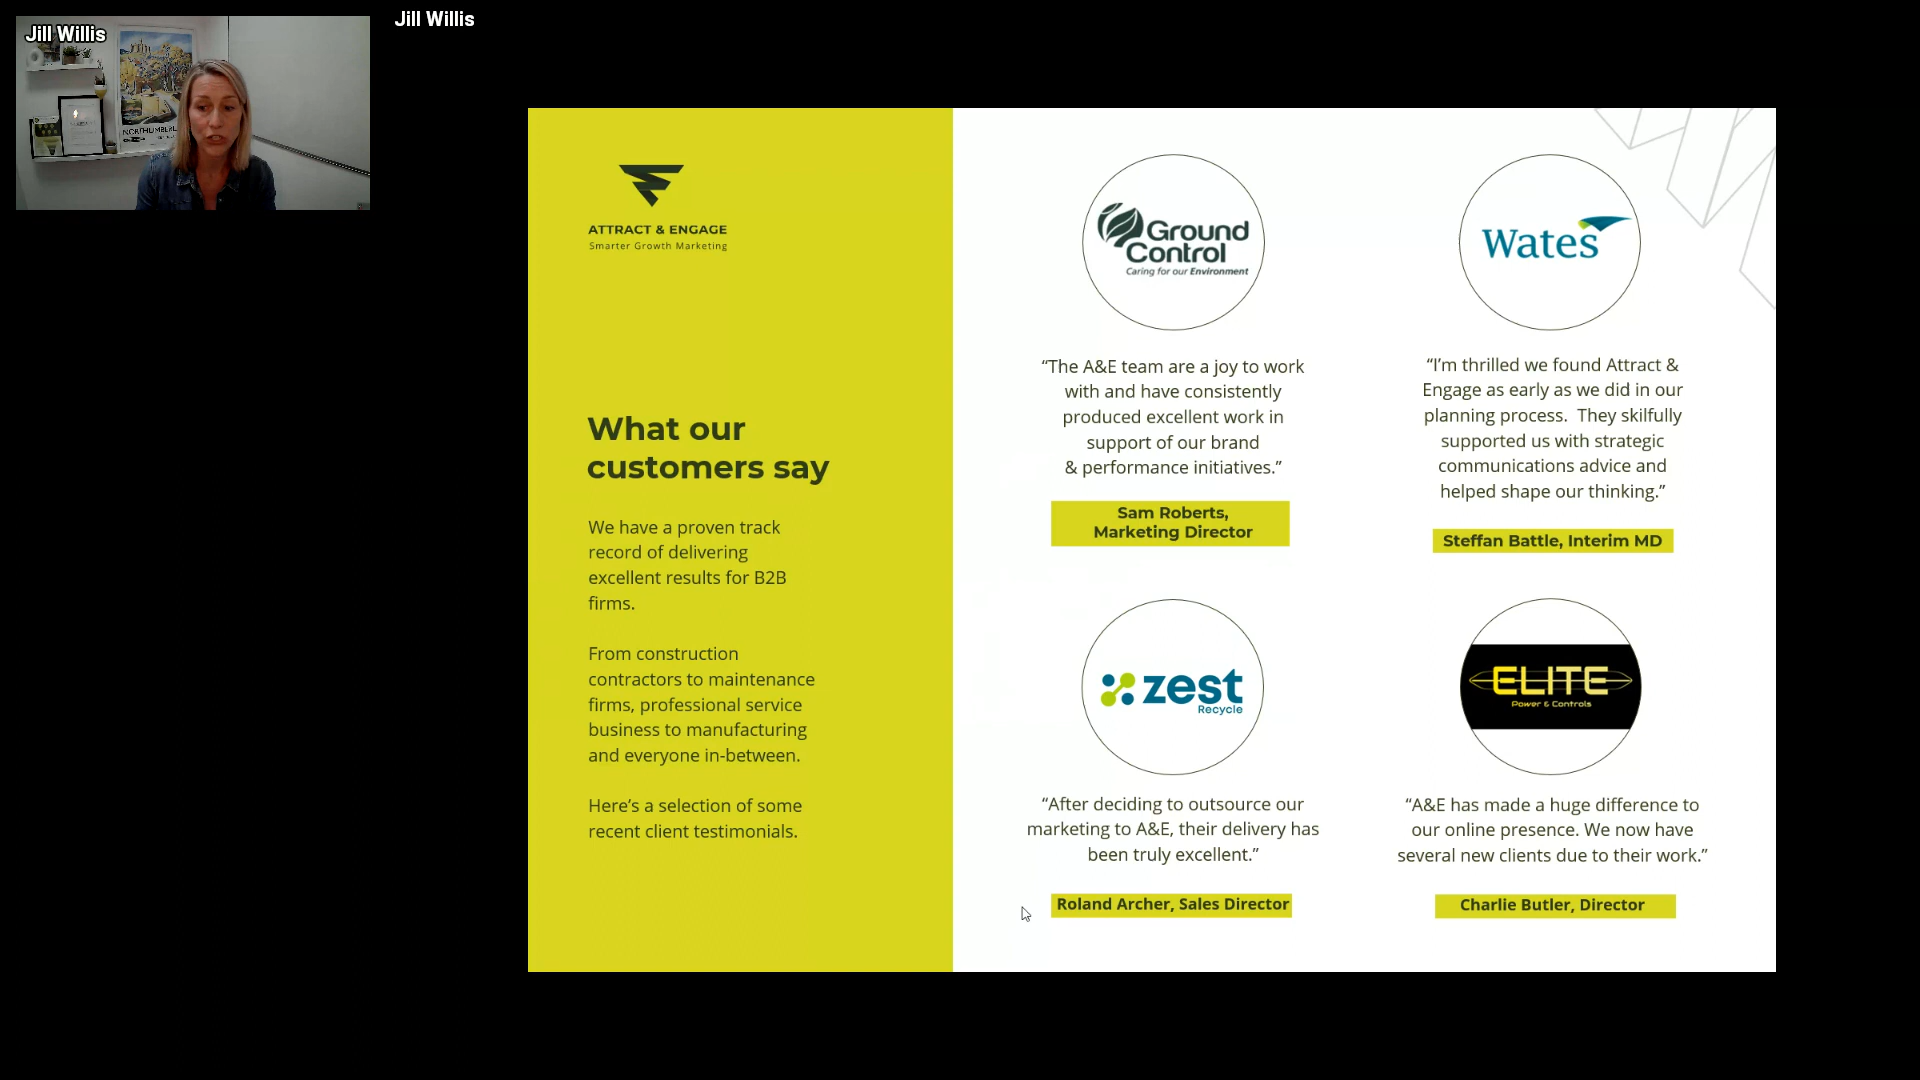 Jill Willis
Jill Willis
ATTRACT & ENGAGE
Smarter Growth Marketing
What our
customers say
We have a proven track
record of delivering
excellent results for B2B
firms.
From construction
contractors to maintenance
firms, professional service
business to manufacturing
and everyone in-between.
Here’s a selection of some
recent client testimonials.
Ground
Control
Caring for our Environment
“The A&E team are a joy to work
with and have consistently
produced excellent work in
support of our brand
& performance initiatives.”
Sam Roberts,
Marketing Director
Wates
“I’m thrilled we found Attract &
Engage as early as we did in our
planning process.  They skilfully
supported us with strategic
communications advice and
helped shape our thinking.”
Steffan Battle, Interim MD
zest
Recycle
“After deciding to outsource our
marketing to A&E, their delivery has
been truly excellent.”
Roland Archer, Sales Director
ELITE
Power & Controls
“A&E has made a huge difference to
our online presence. We now have
several new clients due to their work.”
Charlie Butler, Director